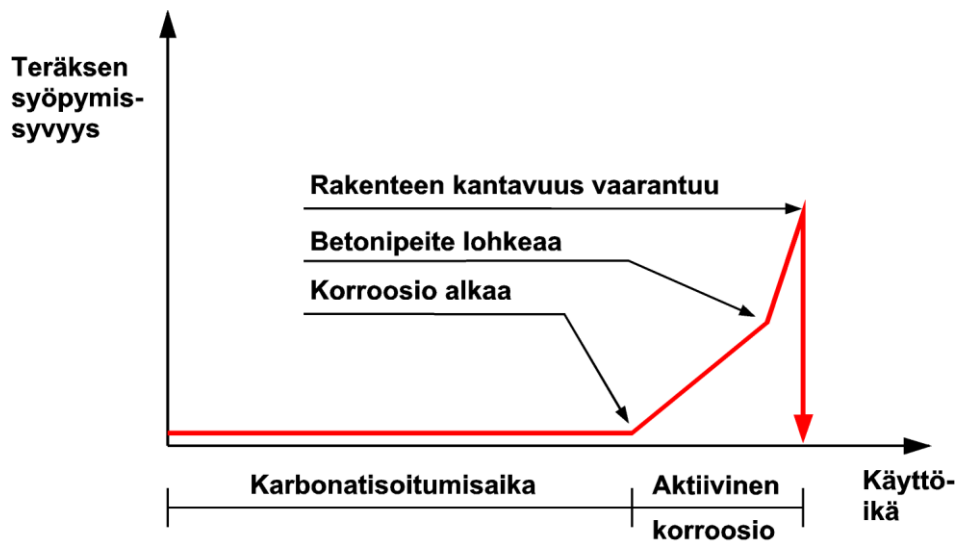 Teräksen
syöpymis-
syvyys
Rakenteen kantavuus vaarantuu
Betonipeite lohkeaa
Korroosio alkaa
Karbonatisoitumisaika
Aktiivinen
korroosio
Käyttö-
ikä